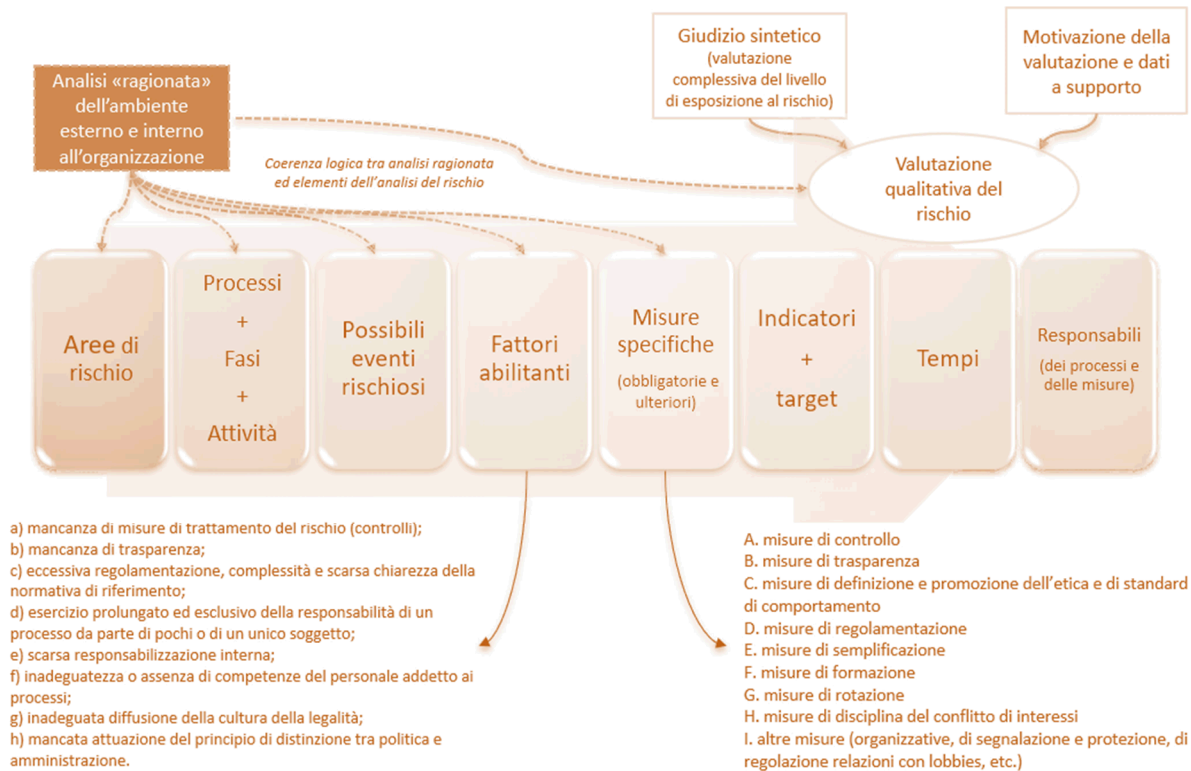 Analisi «ragionata»
dell'ambiente
esterno e interno
all'organizzazione
Giudizio sintetico
(valutazione
complessiva del livello
di esposizione al rischio)
Motivazione della
valutazione e dati
a supporto
Coerenza logica tra analisi ragionata
ed elementi dell'analisi del rischio
Valutazione
qualitativa del
rischio
Aree di
rischio
Processi
+
Fasi
+
Attività
Possibili
eventi
rischiosi
Fattori
abilitanti
Misure
specifiche
(obbligatorie e
ulteriori)
Indicatori
+
target
Tempi
Responsabili
(dei processi e
delle misure)
a) mancanza di misure di trattamento del rischio (controlli);
b) mancanza di trasparenza;
c) eccessiva regolamentazione, complessità e scarsa chiarezza della
normativa di riferimento;
d) esercizio prolungato ed esclusivo della responsabilità di un
processo da parte di pochi o di un unico soggetto;
e) scarsa responsabilizzazione interna;
f) inadeguatezza o assenza di competenze del personale addetto ai
processi;
g) inadeguata diffusione della cultura della legalità;
h) mancata attuazione del principio di distinzione tra politica e
amministrazione.
A. misure di controllo
B. misure di trasparenza
C. misure di definizione e promozione dell'etica e di standard
di comportamento
D. misure di regolamentazione
E. misure di semplificazione
F. misure di formazione
G. misure di rotazione
H. misure di disciplina del conflitto di interessi
I. altre misure (organizzative, di segnalazione e protezione, di
regolazione relazioni con lobbies, etc.)